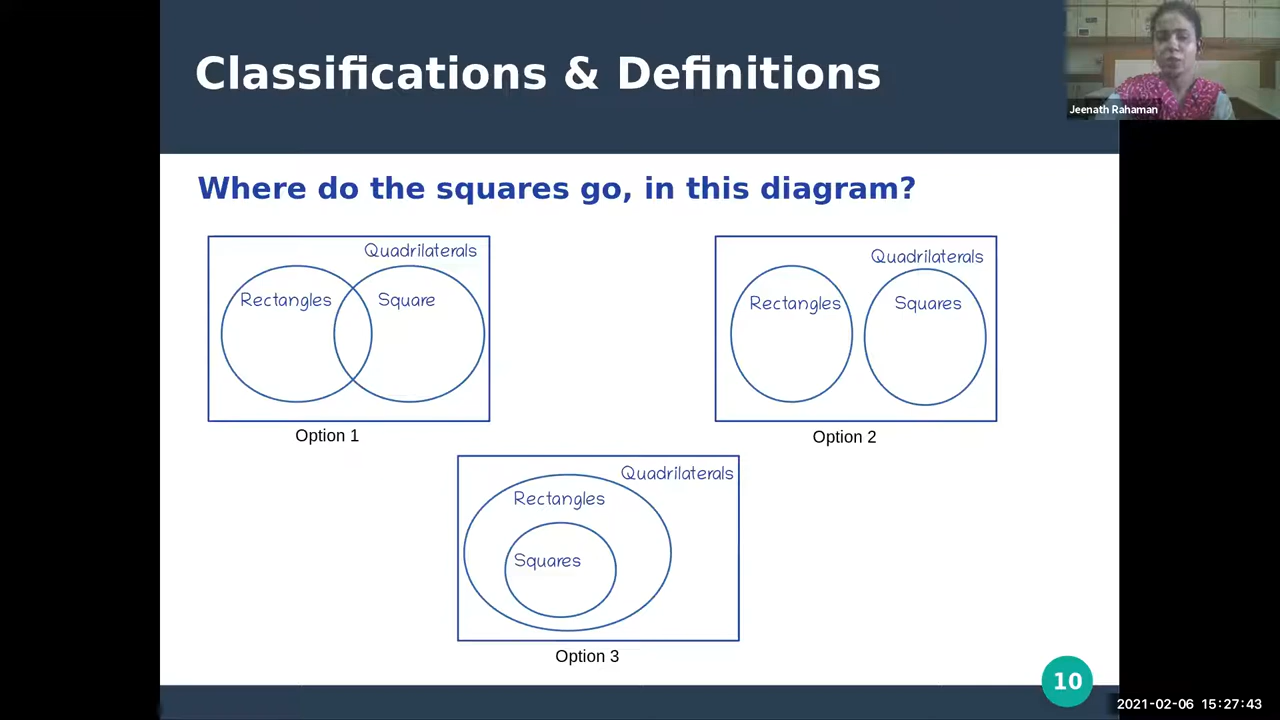 Classifications & Definitions
Jeenath Rahaman
Where do the squares go, in this diagram?
Quadrilaterals
Rectangles
Square
Option 1
Quadrilaterals
Rectangles
Squares
Option 2
Quadrilaterals
Rectangles
Squares
Option 3
10
2021-02-06 15:27:43